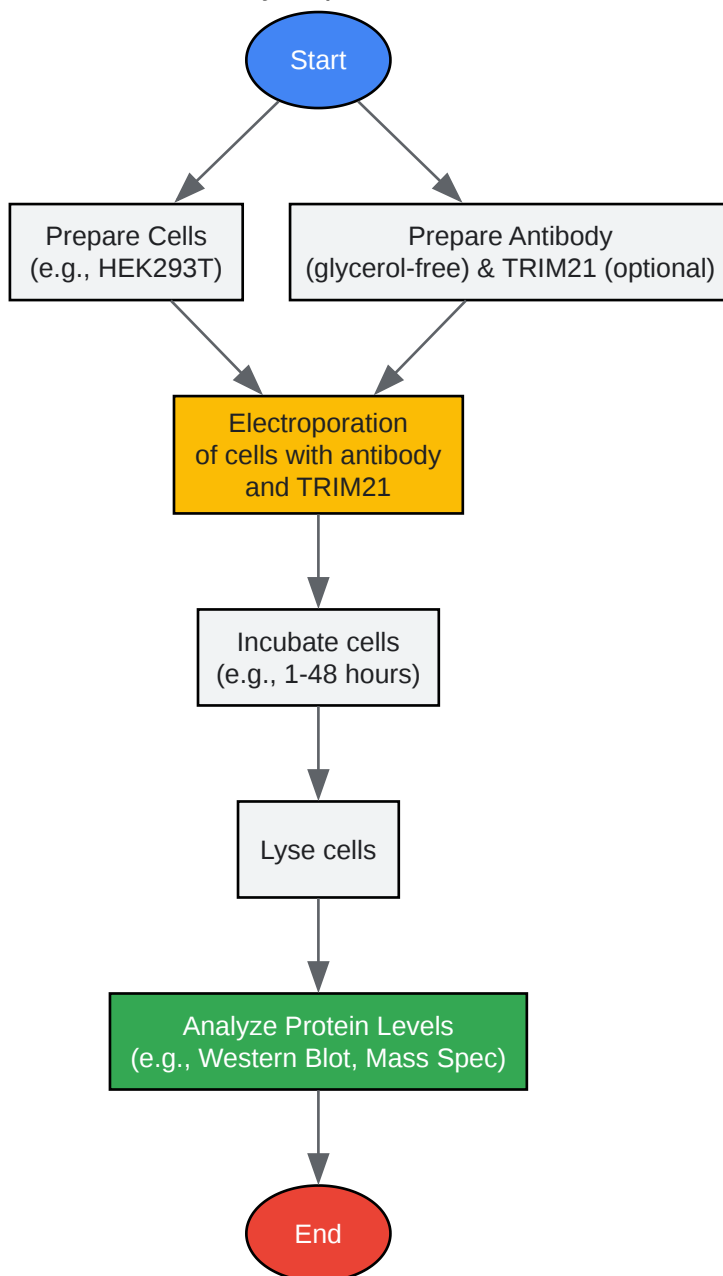 Start
Prepare Cells
(e.g., HEK293T)
Prepare Antibody
(glycerol-free) & TRIM21 (optional)
Electroporation
of cells with antibody
and TRIM21
Incubate cells
(e.g., 1-48 hours)
Lyse cells
Analyze Protein Levels
(e.g., Western Blot, Mass Spec)
End